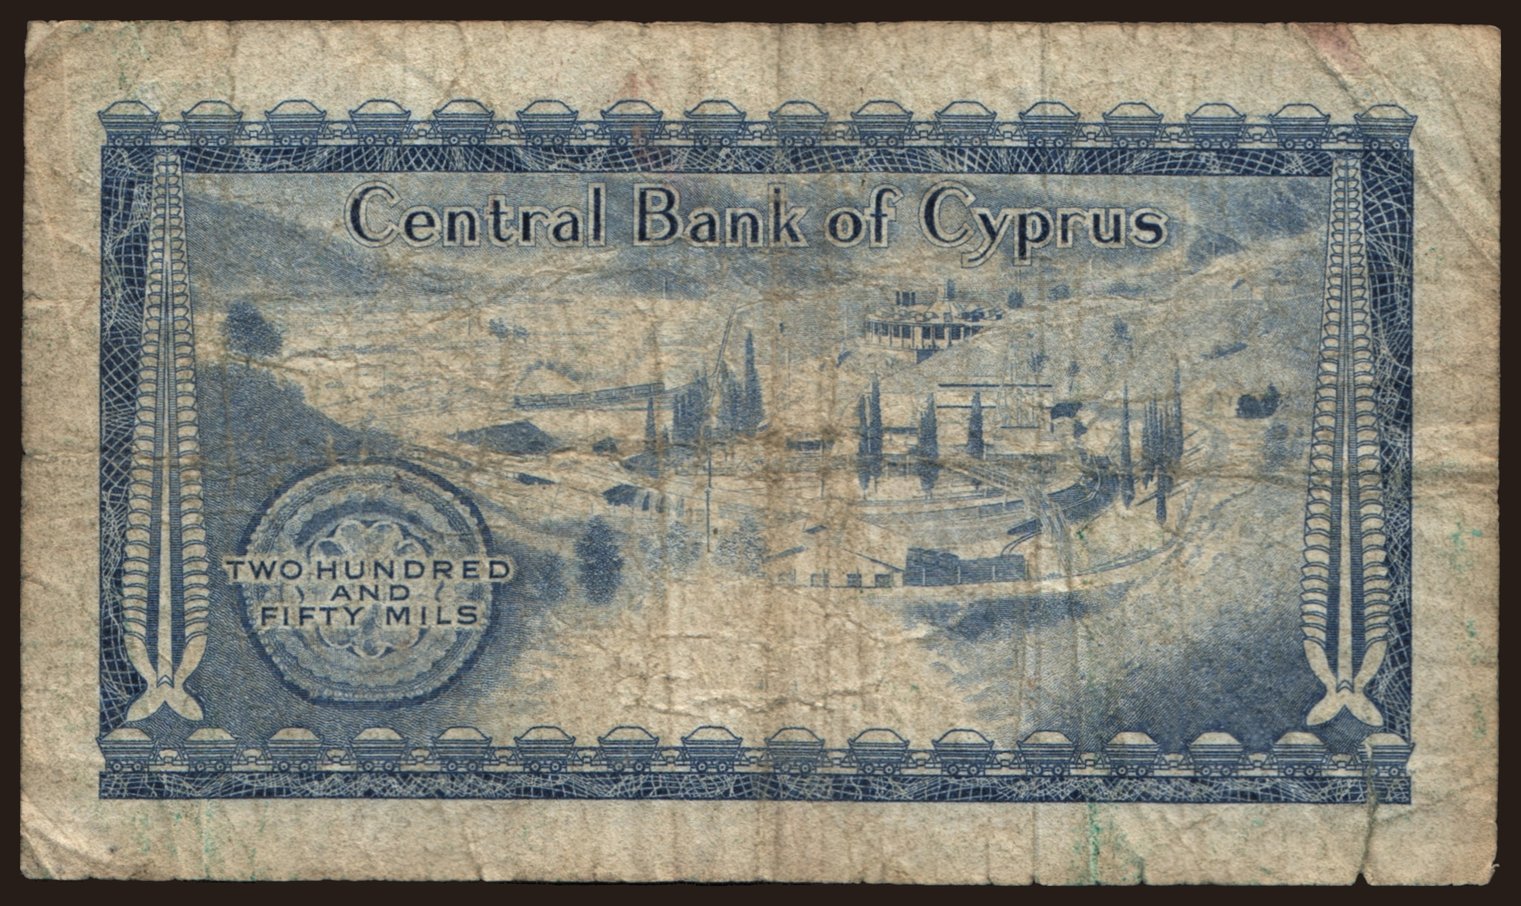 Central Bank of Cyprus
TWO HUNDRED
AND
FIFTY MILS